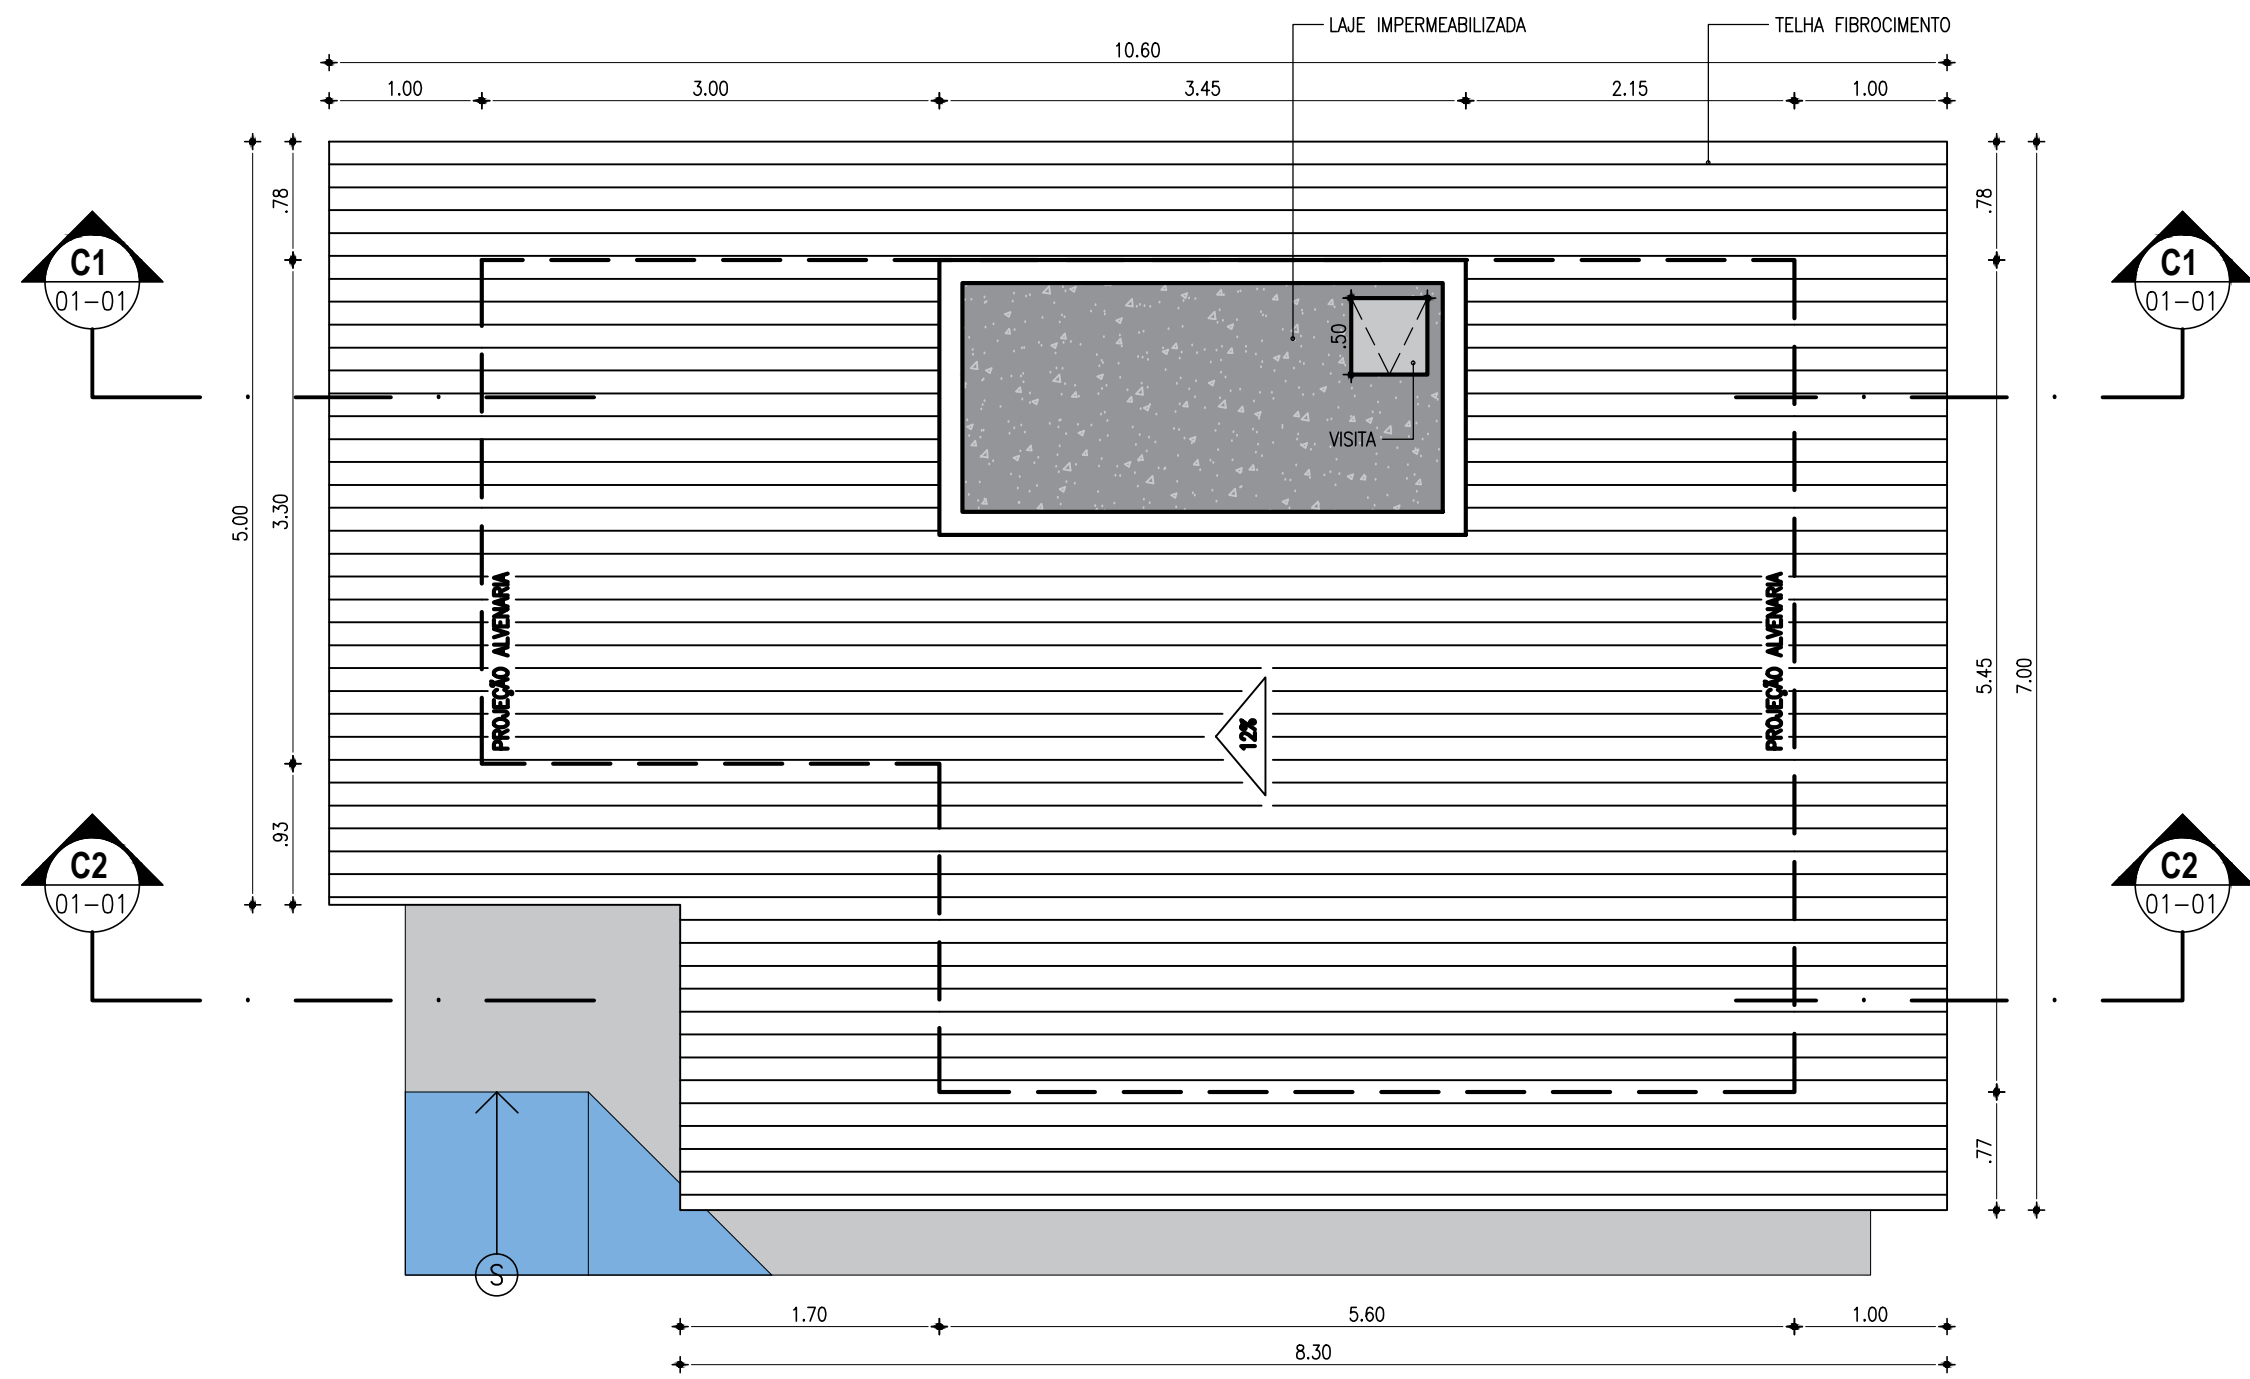 LAJE IMPERMEABILIZADA
TELHA FIBROCIMENTO
10.60
1.00
3.00
3.45
2.15
1.00
.78
.78
C1
01-01
C1
01-01
.50
VISITA
5.00
3.30
PROJEÇÃO ALVENARIA
PROJEÇÃO ALVENARIA
5.45
7.00
12%
.93
C2
01-01
C2
01-01
.77
S
1.70
5.60
1.00
8.30